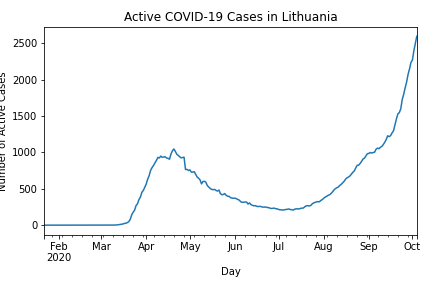 Active COVID-19 Cases in Lithuania
Number of Active Cases
2500
2000
1500
1000
500
0
Feb Mar Apr May Jun Jul Aug Sep Oct
2020
Day